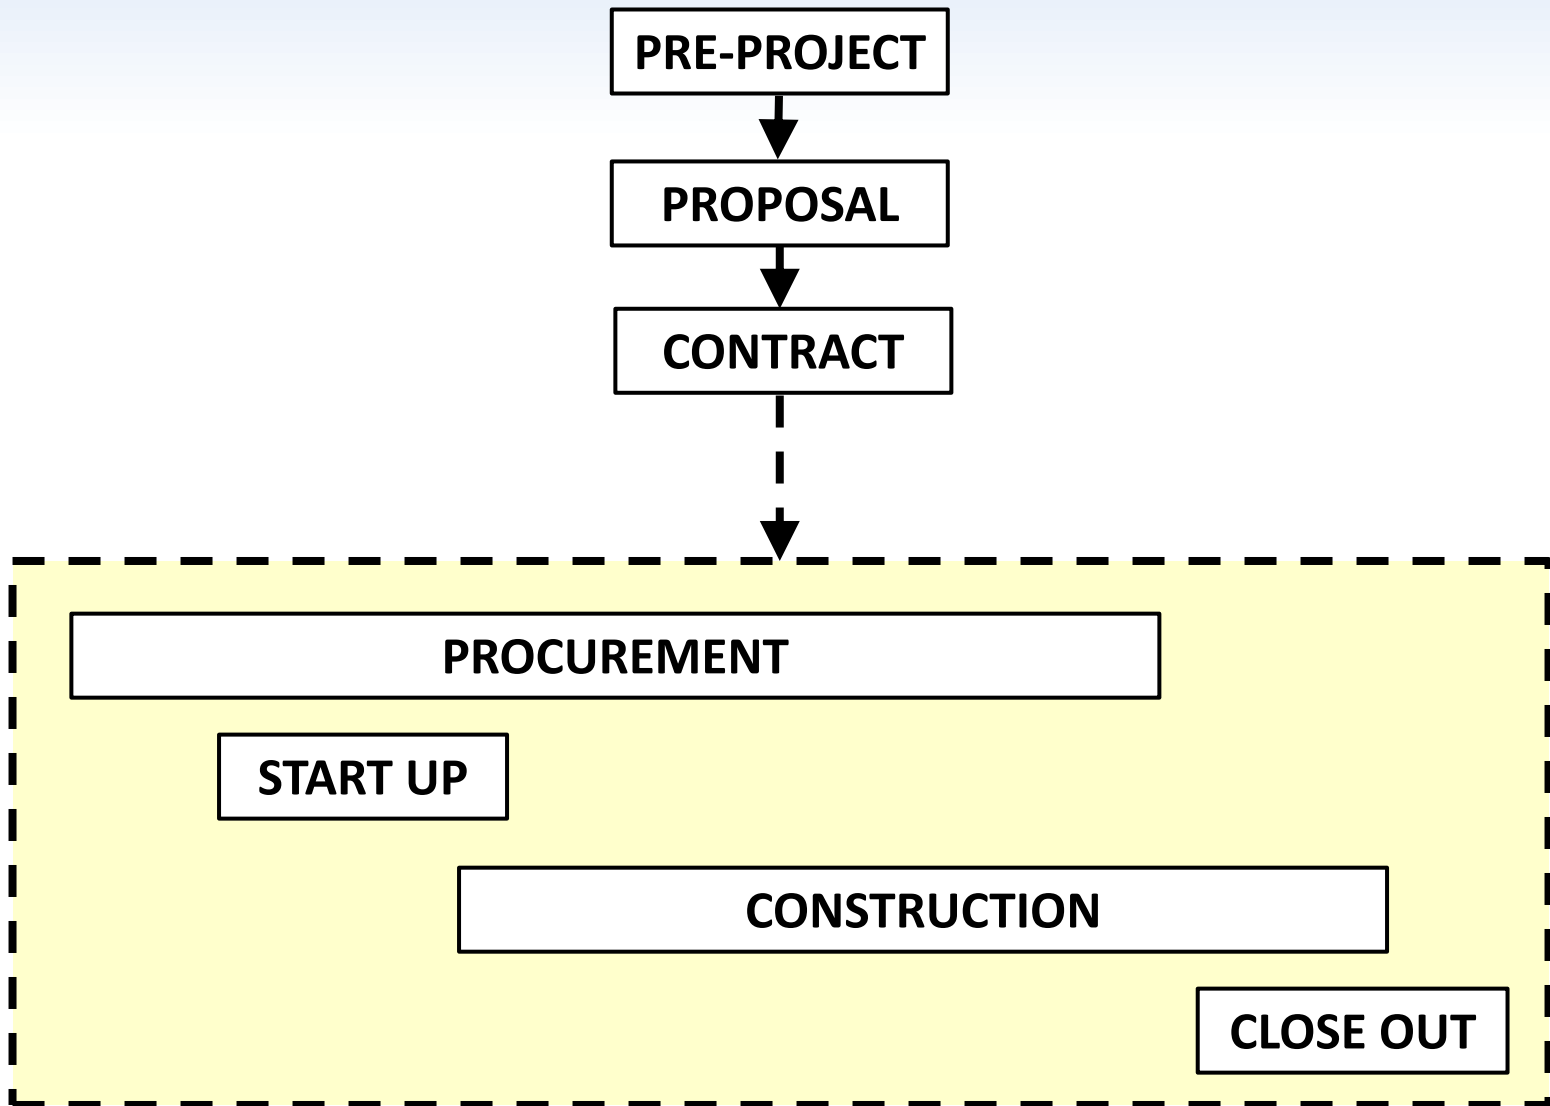 PRE-PROJECT
PROPOSAL
CONTRACT
PROCUREMENT
START UP
CONSTRUCTION
CLOSE OUT